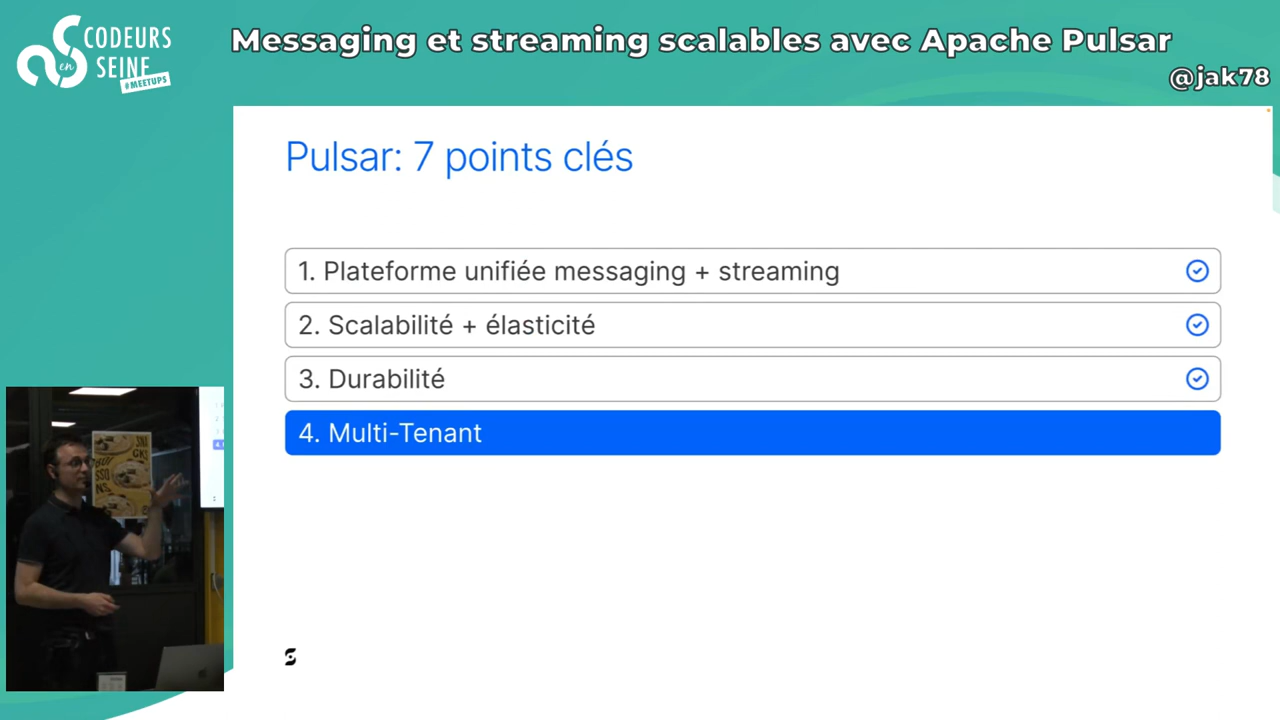 CODEURS
en
SEINE
#MEETUPS
Messaging et streaming scalables avec Apache Pulsar
@jak78
Pulsar: 7 points clés
1. Plateforme unifiée messaging + streaming
2. Scalabilité + élasticité
3. Durabilité
4. Multi-Tenant